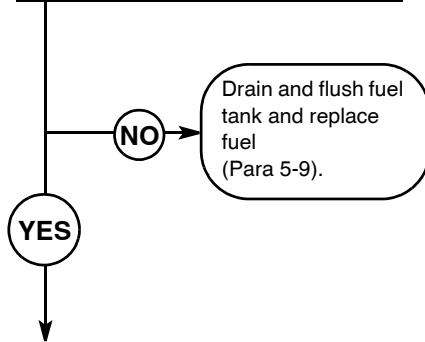 Drain and flush fuel
tank and replace
fuel
(Para 5-9).
NO
YES